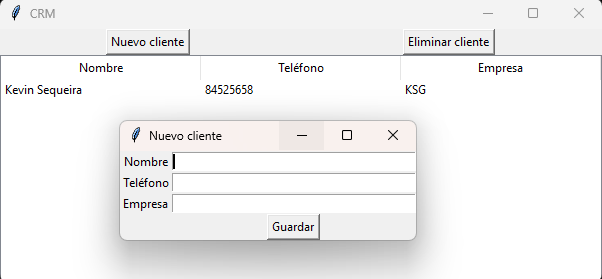 CRM
Nuevo cliente Eliminar cliente
Nombre Teléfono Empresa
Kevin Sequeira 84525658 KSG
Nuevo cliente
Nombre
Teléfono
Empresa
Guardar